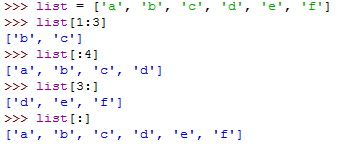 >>> list = ['a', 'b', 'c', 'd', 'e', 'f']
>>> list[1:3]
['b', 'c']
>>> list[:4]
['a', 'b', 'c', 'd']
>>> list[3:]
['d', 'e', 'f']
>>> list[:]
['a', 'b', 'c', 'd', 'e', 'f']